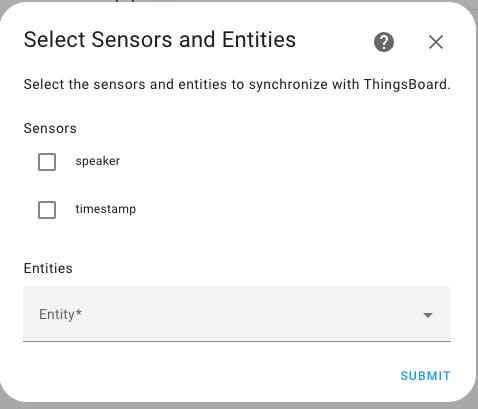 Select Sensors and Entities
Select the sensors and entities to synchronize with ThingsBoard.
Sensors
speaker
timestamp
Entities
Entity*
SUBMIT